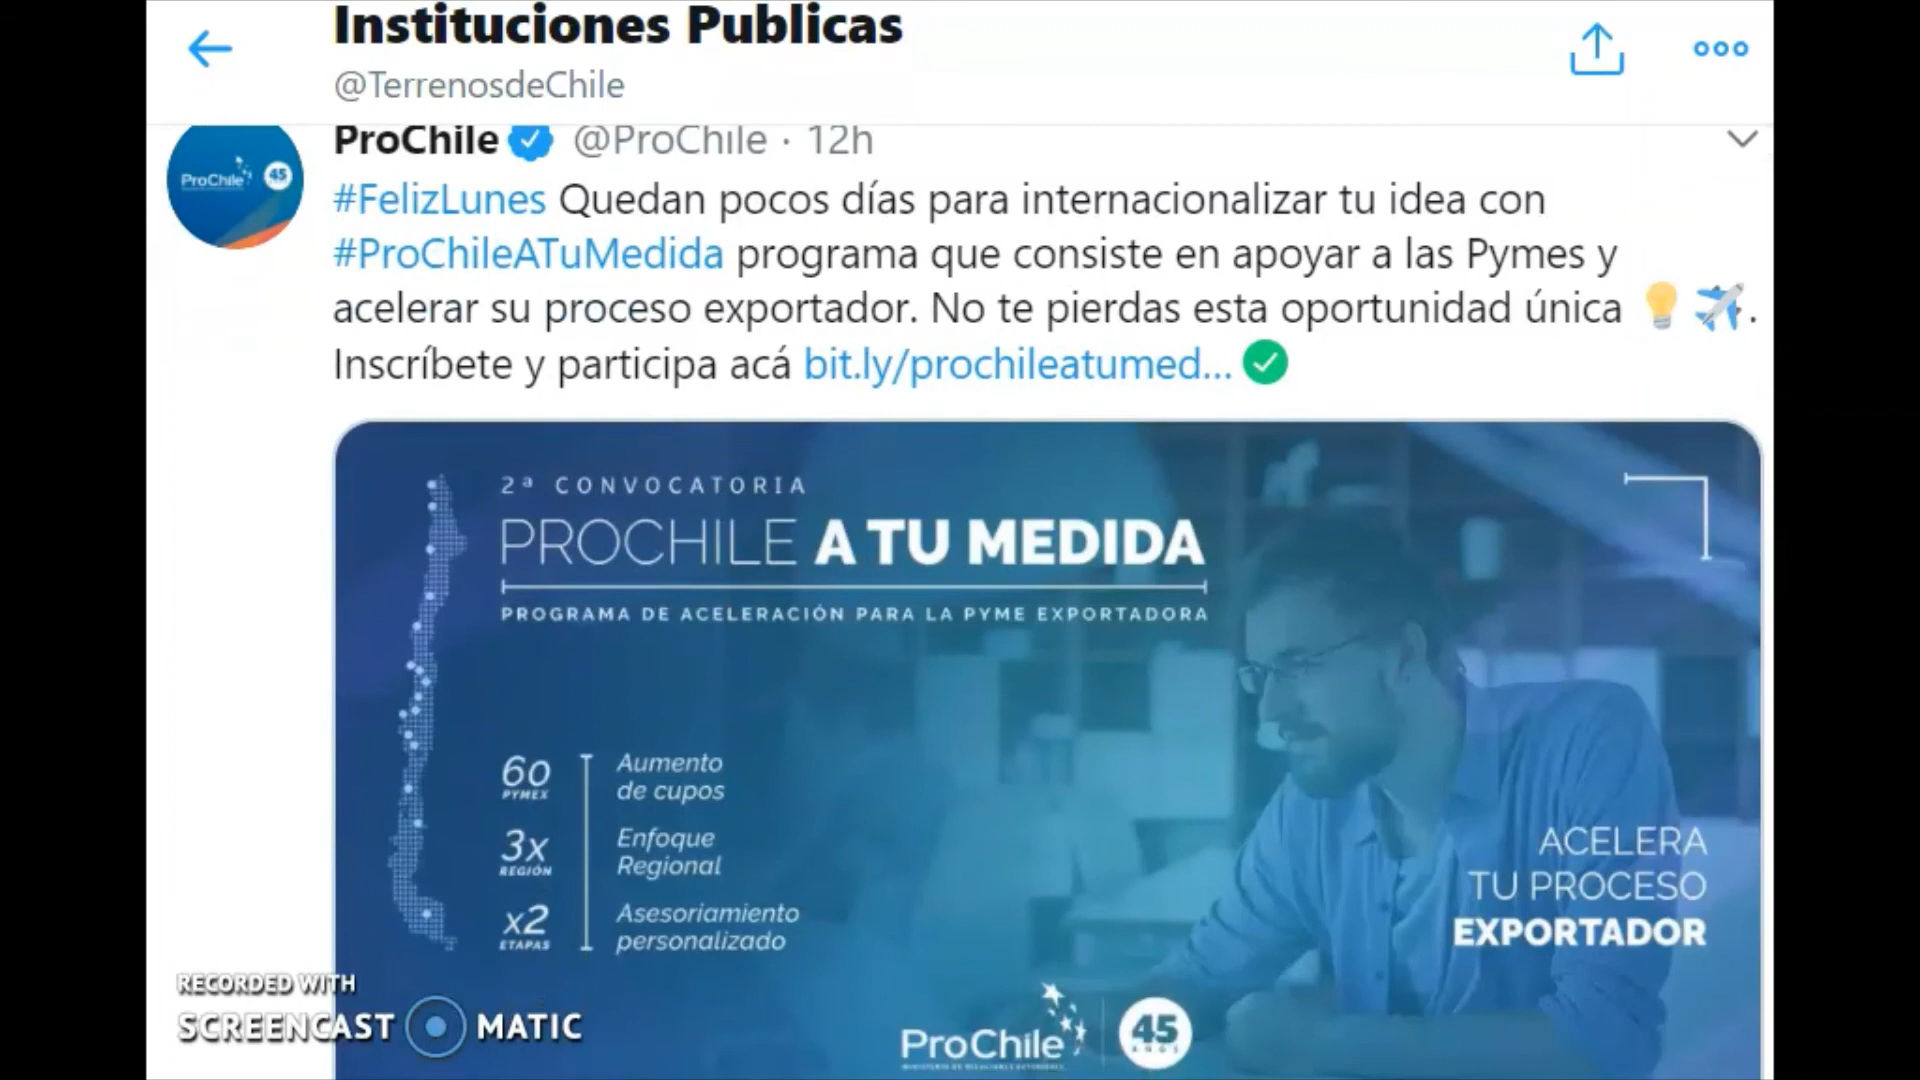 Instituciones Publicas
@TerrenosdeChile
ProChile @ProChile · 12h
#FelizLunes Quedan pocos días para internacionalizar tu idea con
#ProChileATuMedida programa que consiste en apoyar a las Pymes y
acelerar su proceso exportador. No te pierdas esta oportunidad única 💡✈️.
Inscríbete y participa acá bit.ly/prochileatumed... ✅
ProChile 45
2ª CONVOCATORIA
PROCHILE A TU MEDIDA
PROGRAMA DE ACELERACIÓN PARA LA PYME EXPORTADORA
60 PYMEX
Aumento
de cupos
3x REGIÓN
Enfoque
Regional
x2 ETAPAS
Asesoriamiento
personalizado
ACELERA
TU PROCESO
EXPORTADOR
ProChile 45
AÑOS
RECORDED WITH
SCREENCAST MATIC